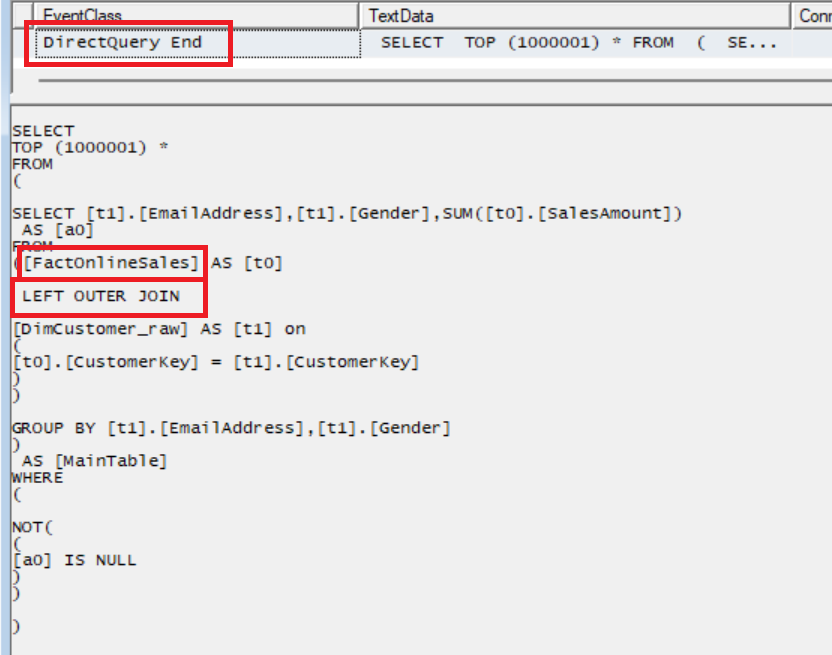 EventClass TextData Conn
DirectQuery End SELECT TOP (1000001) * FROM ( SE...
SELECT
TOP (1000001) *
FROM
(
SELECT [t1].[EmailAddress],[t1].[Gender],SUM([t0].[SalesAmount])
AS [a0]
FROM
([FactOnlineSales] AS [t0]
LEFT OUTER JOIN
[DimCustomer_raw] AS [t1] on
(
[t0].[CustomerKey] = [t1].[CustomerKey]
)
)
GROUP BY [t1].[EmailAddress],[t1].[Gender]
)
AS [MainTable]
WHERE
(
NOT(
(
[a0] IS NULL
)
)
)